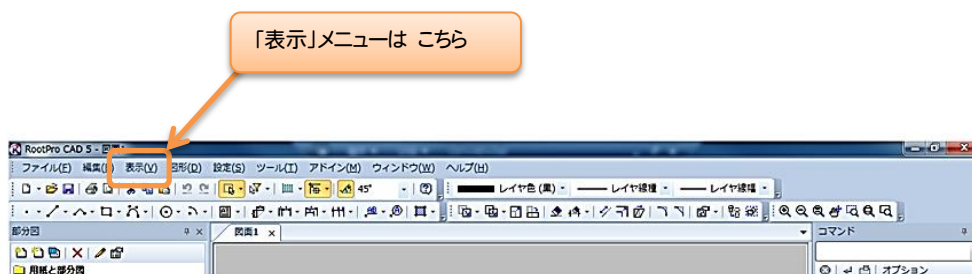 「表示」メニューは こちら
RootPro CAD 5 - 図面1
ファイル(F) 編集( 表示(V) 図形(D) 設定(S) ツール(T) アドイン(M) ウィンドウ(W) ヘルプ(H)
45° レイヤ色(黒) レイヤ線種 レイヤ線幅
部分図 図面1 コマンド
用紙と部分図 オプション